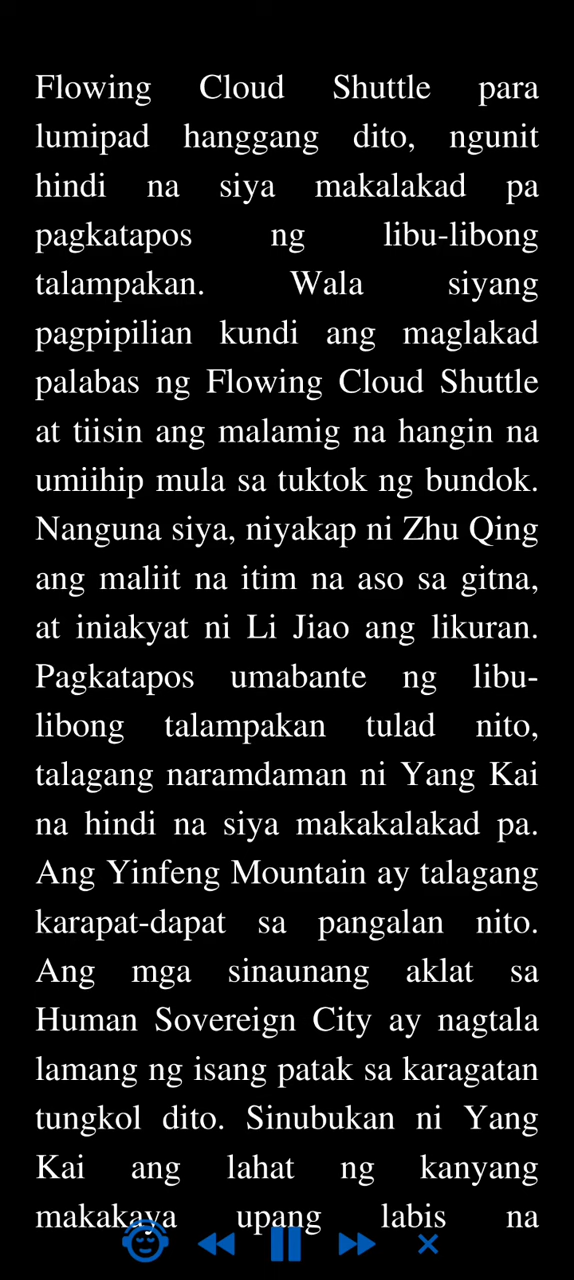 Flowing Cloud Shuttle para
lumipad hanggang dito, ngunit
hindi na siya makalakad pa
pagkatapos ng libu-libong
talampakan. Wala siyang
pagpipilian kundi ang maglakad
palabas ng Flowing Cloud Shuttle
at tiisin ang malamig na hangin na
umiihip mula sa tuktok ng bundok.
Nanguna siya, niyakap ni Zhu Qing
ang maliit na itim na aso sa gitna,
at iniakyat ni Li Jiao ang likuran.
Pagkatapos umabante ng libu-
libong talampakan tulad nito,
talagang naramdaman ni Yang Kai
na hindi na siya makakalakad pa.
Ang Yinfeng Mountain ay talagang
karapat-dapat sa pangalan nito.
Ang mga sinaunang aklat sa
Human Sovereign City ay nagtala
lamang ng isang patak sa karagatan
tungkol dito. Sinubukan ni Yang
Kai ang lahat ng kanyang
makakaya upang labis na